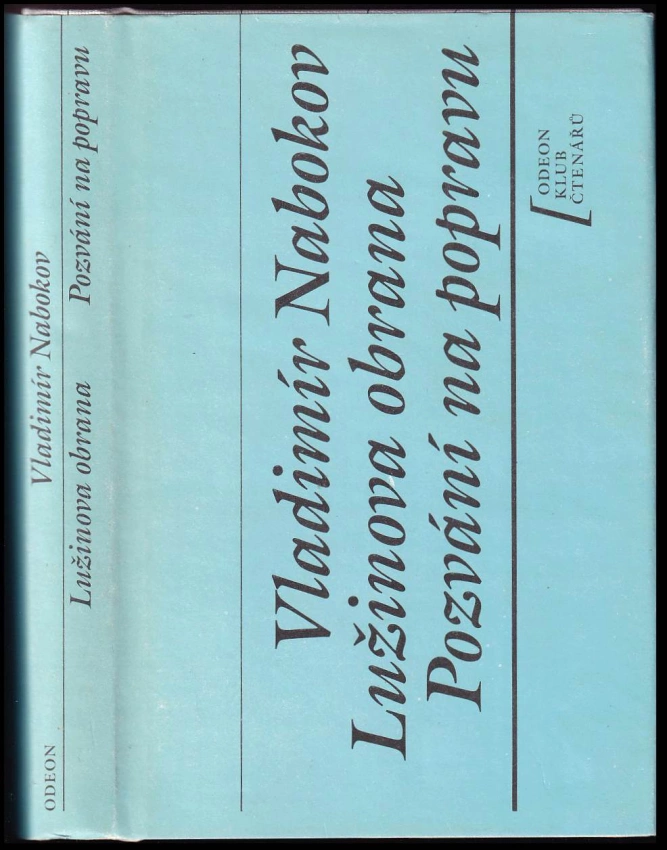 ODEON
Vladimír Nabokov
Lužinova obrana Pozvání na popravu
Vladimír Nabokov
Lužinova obrana
Pozvání na popravu
ODEON
KLUB
ČTENÁŘŮ